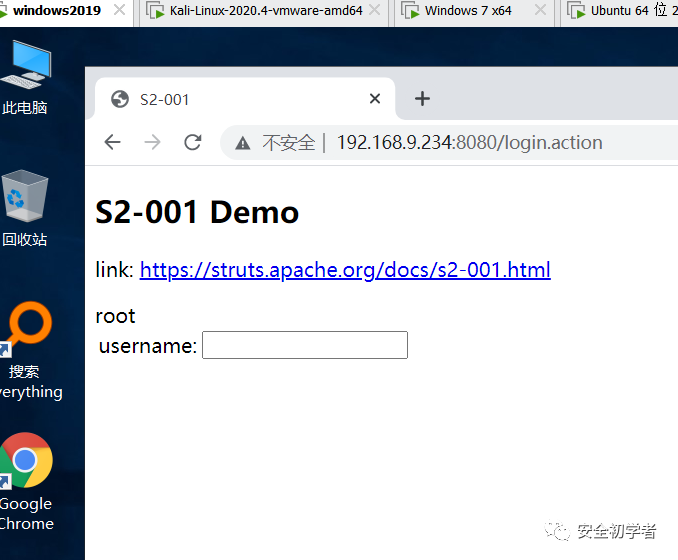 windows2019
Kali-Linux-2020.4-vmware-amd64
Windows 7 x64
Ubuntu 64 位 2
此电脑
回收站
搜索
verything
Google
Chrome
S2-001
不安全 | 192.168.9.234:8080/login.action
S2-001 Demo
link: https://struts.apache.org/docs/s2-001.html
root
username:
安全初学者